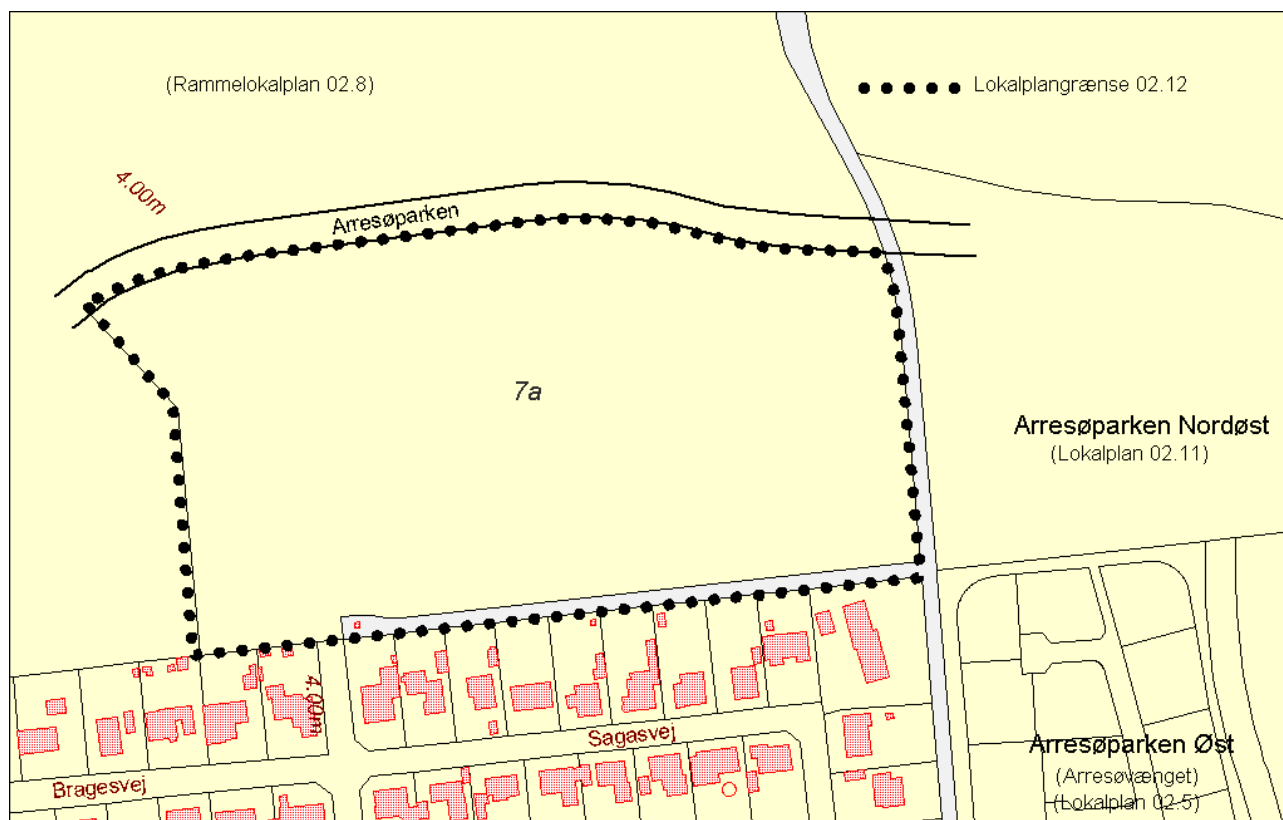 (Rammelokalplan 02.8)
Lokalplangrænse 02.12
4.00m
Arresøparken
7a
Arresøparken Nordøst
(Lokalplan 02.11)
4.00m
Sagasvej
Arresøparken Øst
(Arresøvænget)
(Lokalplan 02.5)
Bragesvej